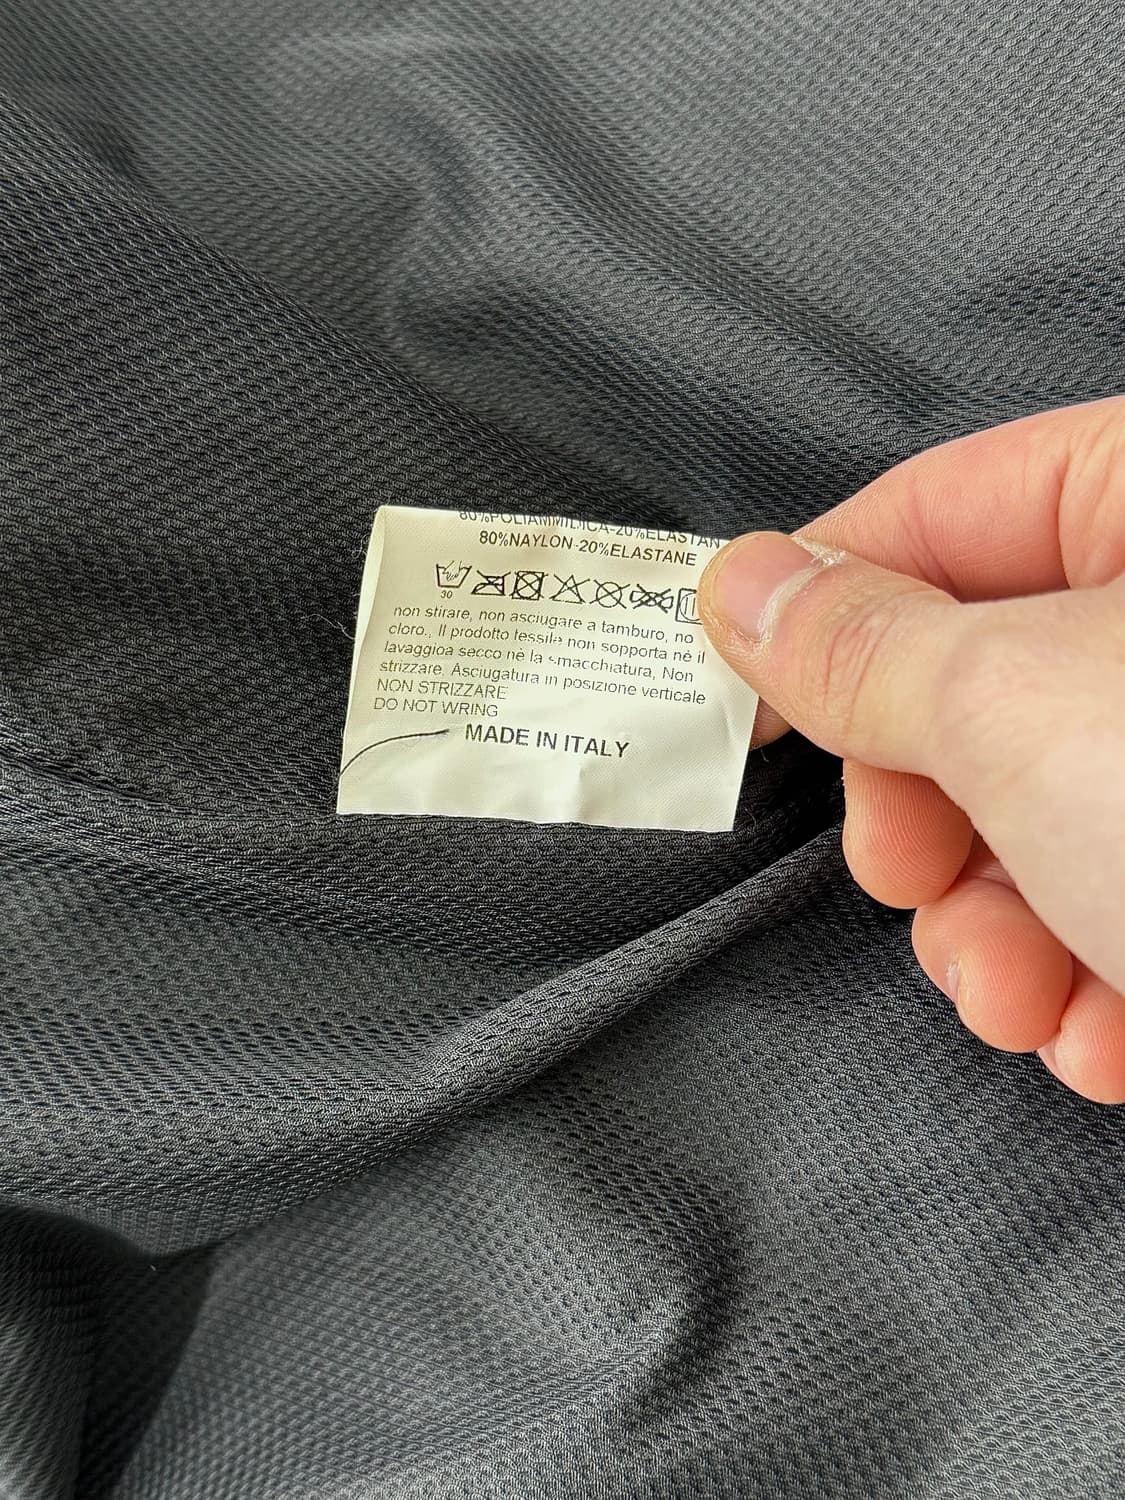 80%POLIAMMIDICA-20%ELASTAN
80%NAYLON-20%ELASTANE
30
non stirare, non asciugare a tamburo, no
cloro., Il prodotto tessile non sopporta nè il
lavaggioa secco nè la smacchiatura, Non
strizzare. Asciugatura in posizione verticale
NON STRIZZARE
DO NOT WRING
MADE IN ITALY